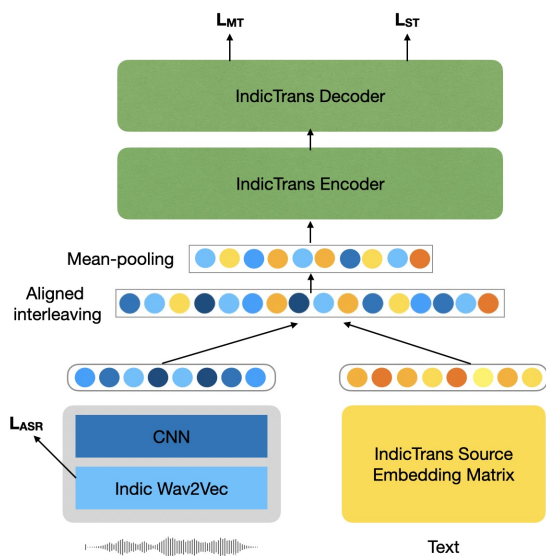 LMT LST
IndicTrans Decoder
IndicTrans Encoder
Mean-pooling
Aligned
interleaving
LASR
CNN
Indic Wav2Vec
IndicTrans Source
Embedding Matrix
Text